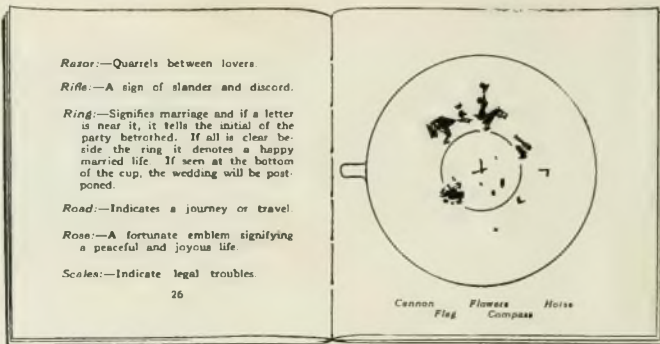 Razor:—Quarrels between lovers.
Rifle:—A sign of slander and discord.
Ring:—Signifies marriage and if a letter
is near it, it tells the initial of the
party betrothed. If all is clear be-
side the ring it denotes a happy
married life. If seen at the bottom
of the cup, the wedding will be post-
poned.
Road:—Indicates a journey or travel.
Rose:—A fortunate emblem signifying
a peaceful and joyous life.
Scales:—Indicate legal troubles.
26
Cannon Flowers Horse
Flag Compass